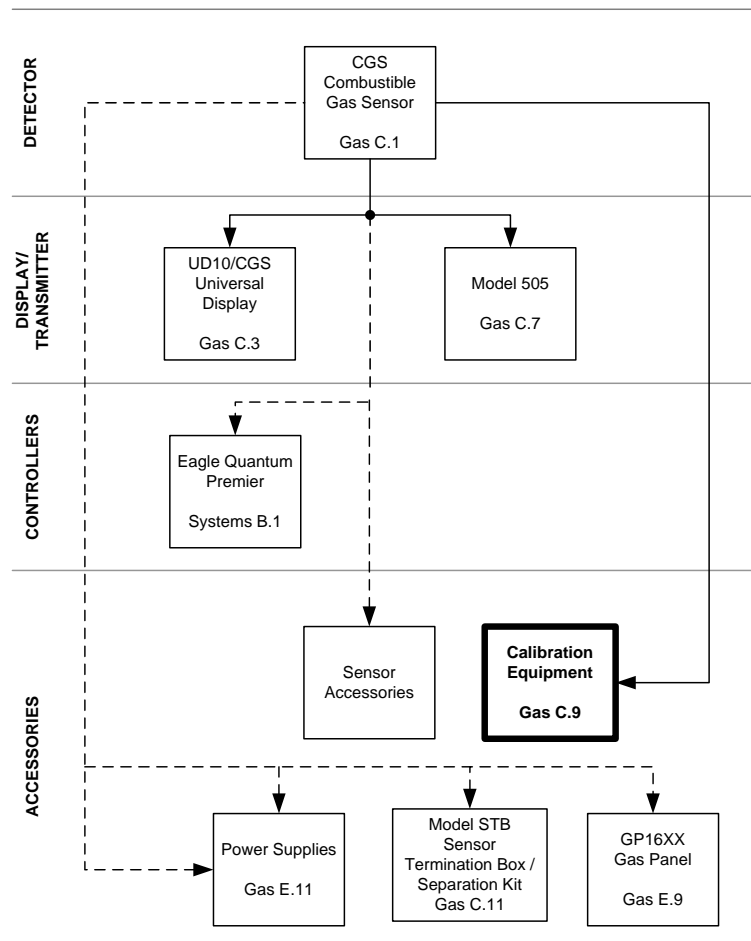 DETECTOR
CGS
Combustible
Gas Sensor
Gas C.1
DISPLAY/
TRANSMITTER
UD10/CGS
Universal
Display
Gas C.3
Model 505
Gas C.7
CONTROLLERS
Eagle Quantum
Premier
Systems B.1
ACCESSORIES
Sensor
Accessories
Calibration
Equipment
Gas C.9
Power Supplies
Gas E.11
Model STB
Sensor
Termination Box /
Separation Kit
Gas C.11
GP16XX
Gas Panel
Gas E.9